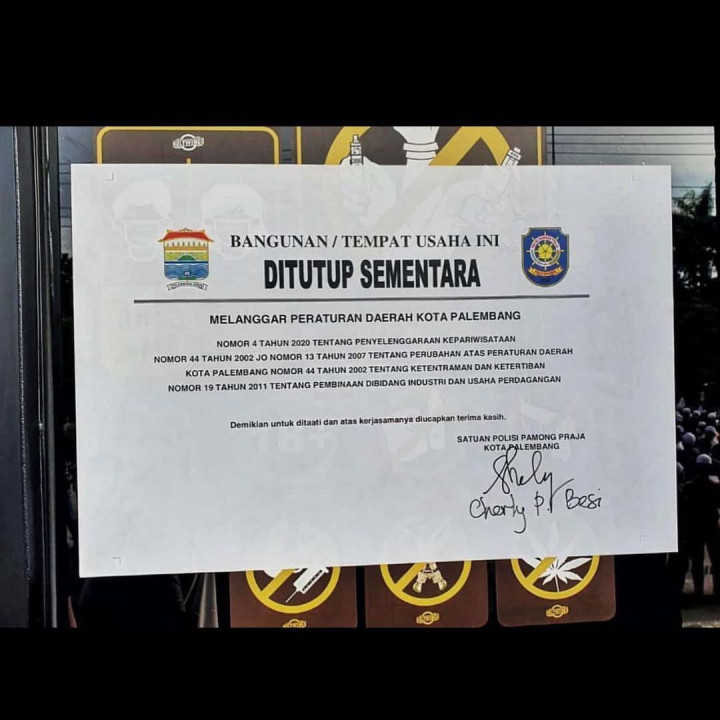 HOLYWINGS
BANGUNAN / TEMPAT USAHA INI
DITUTUP SEMENTARA
MELANGGAR PERATURAN DAERAH KOTA PALEMBANG
NOMOR 4 TAHUN 2020 TENTANG PENYELENGGARAAN KEPARIWISATAAN
NOMOR 44 TAHUN 2002 JO NOMOR 13 TAHUN 2007 TENTANG PERUBAHAN ATAS PERATURAN DAERAH
KOTA PALEMBANG NOMOR 44 TAHUN 2002 TENTANG KETENTRAMAN DAN KETERTIBAN
NOMOR 19 TAHUN 2011 TENTANG PEMBINAAN DIBIDANG INDUSTRI DAN USAHA PERDAGANGAN
Demikian untuk ditaati dan atas kerjasamanya diucapkan terima kasih.
SATUAN POLISI PAMONG PRAJA
KOTA PALEMBANG
Cherly P. Besi